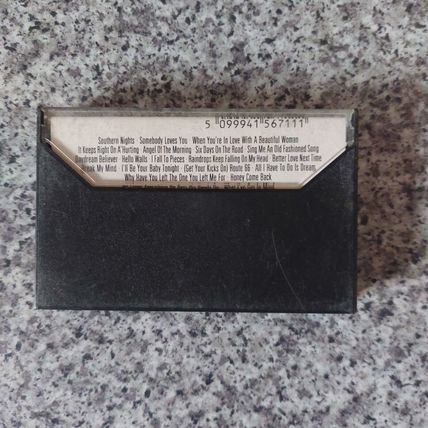 5 099941 567111
Southern Nights · Somebody Loves You · When You're In Love With A Beautiful Woman
It Keeps Right On A Hurting · Angel Of The Morning · Six Days On The Road · Sing Me An Old Fashioned Song
Daydream Believer · Hello Walls · I Fall To Pieces · Raindrops Keep Falling On My Head · Better Love Next Time
Break My Mind · I'll Be Your Baby Tonight · (Get Your Kicks On) Route 66 · All I Have To Do Is Dream
Why Have You Left The One You Left Me For · Honey Come Back